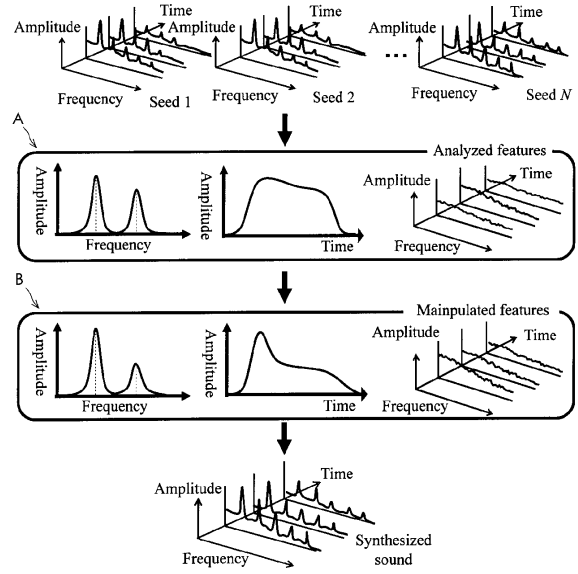 Amplitude Time Amplitude Time Amplitude Time
...
Frequency Seed 1 Frequency Seed 2 Frequency Seed N
A
Analyzed features
Amplitude Amplitude Amplitude Time
Frequency Time Frequency
B
Mainpulated features
Amplitude Amplitude Amplitude Time
Frequency Time Frequency
Amplitude Time
Synthesized
sound
Frequency